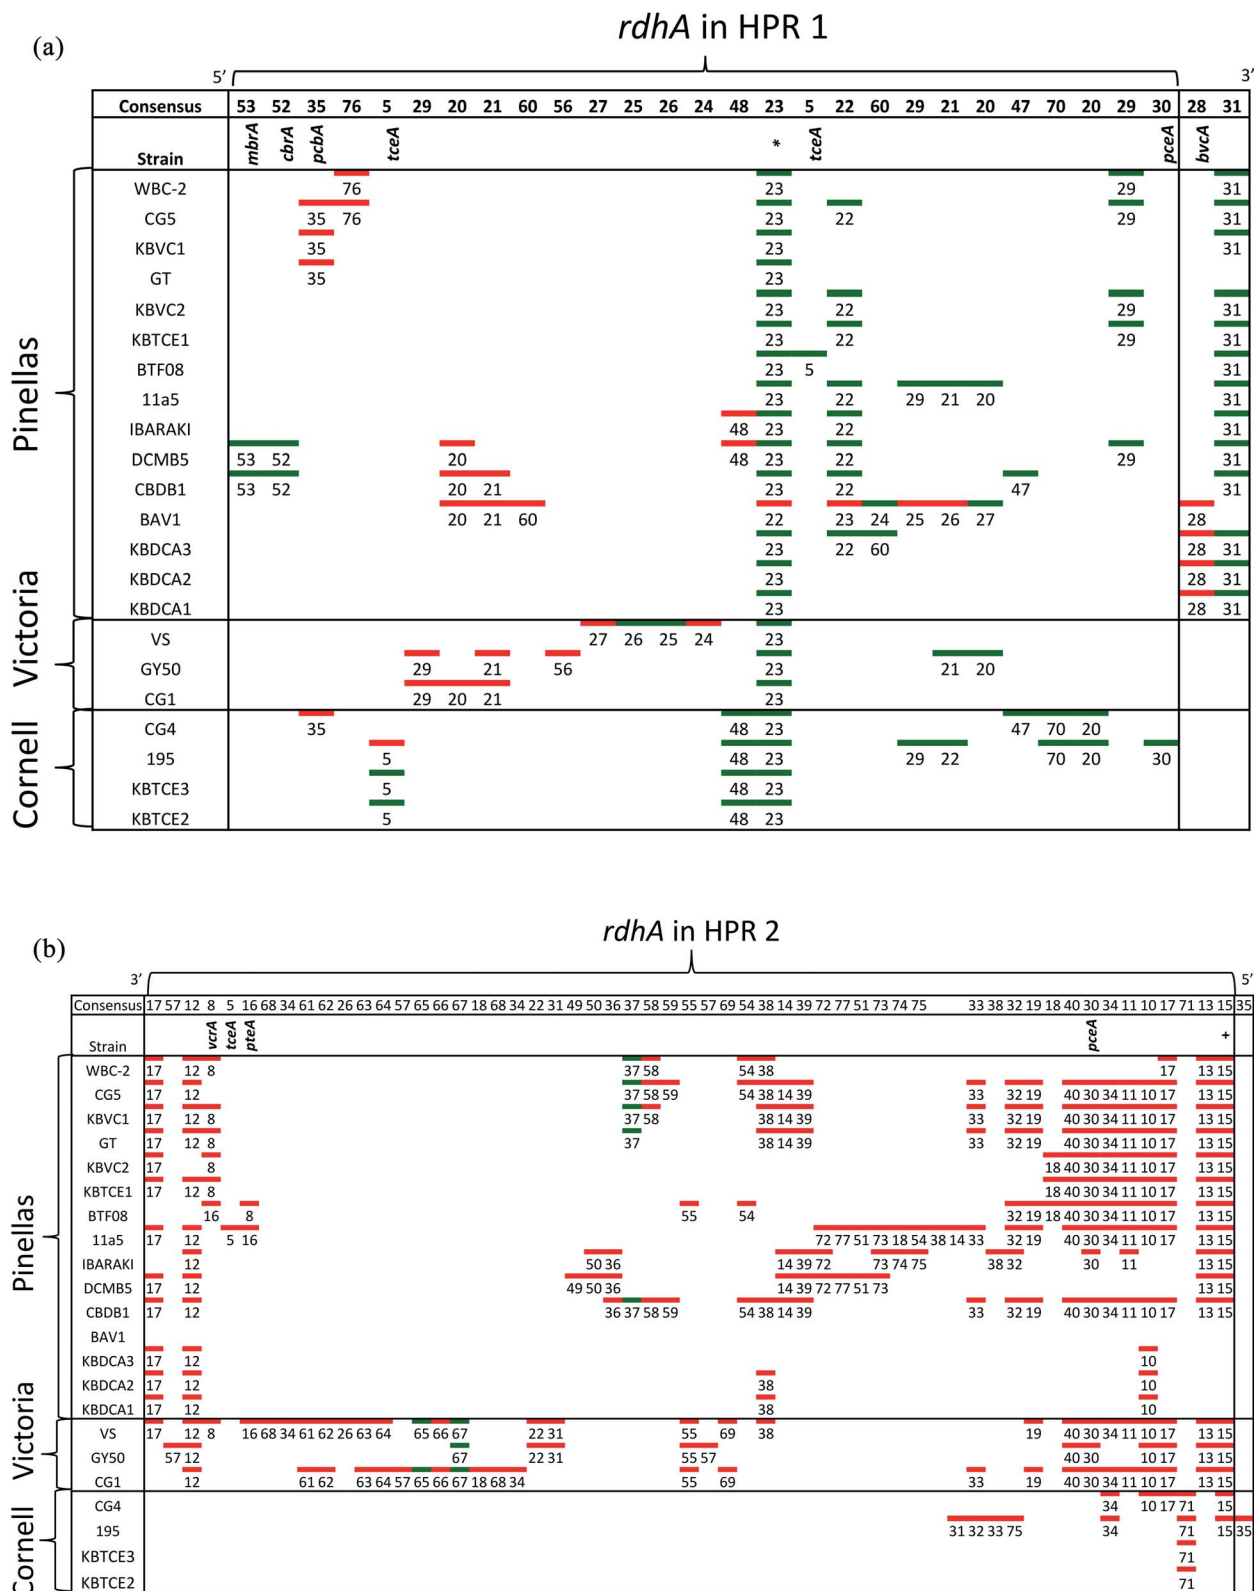 (a)
rdhA in HPR 1
5’ 3’
Consensus 53 52 35 76 5 29 20 21 60 56 27 25 26 24 48 23 5 22 60 29 21 20 47 70 20 29 30 28 31
Strain mbrA cbrA pcbA tceA * tceA pceA bvcA
Pinellas
WBC-2 76 23 29 31
CG5 35 76 23 22 29 31
KBVC1 35 23 31
GT 35 23
KBVC2 23 22 29 31
KBTCE1 23 22 29 31
BTF08 23 5 31
11a5 23 22 29 21 20 31
IBARAKI 48 23 22 31
DCMB5 53 52 20 48 23 22 29 31
CBDB1 53 52 20 21 23 22 47 31
BAV1 20 21 60 22 23 24 25 26 27 28
KBDCA3 23 22 60 28 31
KBDCA2 23 28 31
KBDCA1 23 28 31
Victoria
VS 27 26 25 24 23
GY50 29 21 56 23 21 20
CG1 29 20 21 23
Cornell
CG4 35 48 23 47 70 20
195 5 48 23 29 22 70 20 30
KBTCE3 5 48 23
KBTCE2 5 48 23
(b)
rdhA in HPR 2
3’ 5’
Consensus 17 57 12 8 5 16 68 34 61 62 26 63 64 57 65 66 67 18 68 34 22 31 49 50 36 37 58 59 55 57 69 54 38 14 39 72 77 51 73 74 75 33 38 32 19 18 40 30 34 11 10 17 71 13 15 35
Strain vcrA tceA pteA pceA +
Pinellas
WBC-2 17 12 8 37 58 54 38 17 13 15
CG5 17 12 37 58 59 54 38 14 39 33 32 19 40 30 34 11 10 17 13 15
KBVC1 17 12 8 37 58 38 14 39 33 32 19 40 30 34 11 10 17 13 15
GT 17 12 8 37 38 14 39 33 32 19 40 30 34 11 10 17 13 15
KBVC2 17 8 18 40 30 34 11 10 17 13 15
KBTCE1 17 12 8 18 40 30 34 11 10 17 13 15
BTF08 16 8 55 54 32 19 18 40 30 34 11 10 17 13 15
11a5 17 12 5 16 72 77 51 73 18 54 38 14 33 32 19 40 30 34 11 10 17 13 15
IBARAKI 12 50 36 14 39 72 73 74 75 38 32 30 11 13 15
DCMB5 17 12 49 50 36 14 39 72 77 51 73 13 15
CBDB1 17 12 36 37 58 59 54 38 14 39 33 32 19 40 30 34 11 10 17 13 15
BAV1
KBDCA3 17 12 10
KBDCA2 17 12 38 10
KBDCA1 17 12 38 10
Victoria
VS 17 12 8 16 68 34 61 62 26 63 64 65 66 67 22 31 55 69 38 19 40 30 34 11 10 17 13 15
GY50 57 12 67 22 31 55 57 40 30 10 17 13 15
CG1 12 61 62 63 64 57 65 66 67 18 68 34 55 69 33 19 40 30 34 11 10 17 13 15
Cornell
CG4 34 10 17 71 15
195 31 32 33 75 34 71 15 35
KBTCE3 71
KBTCE2 71